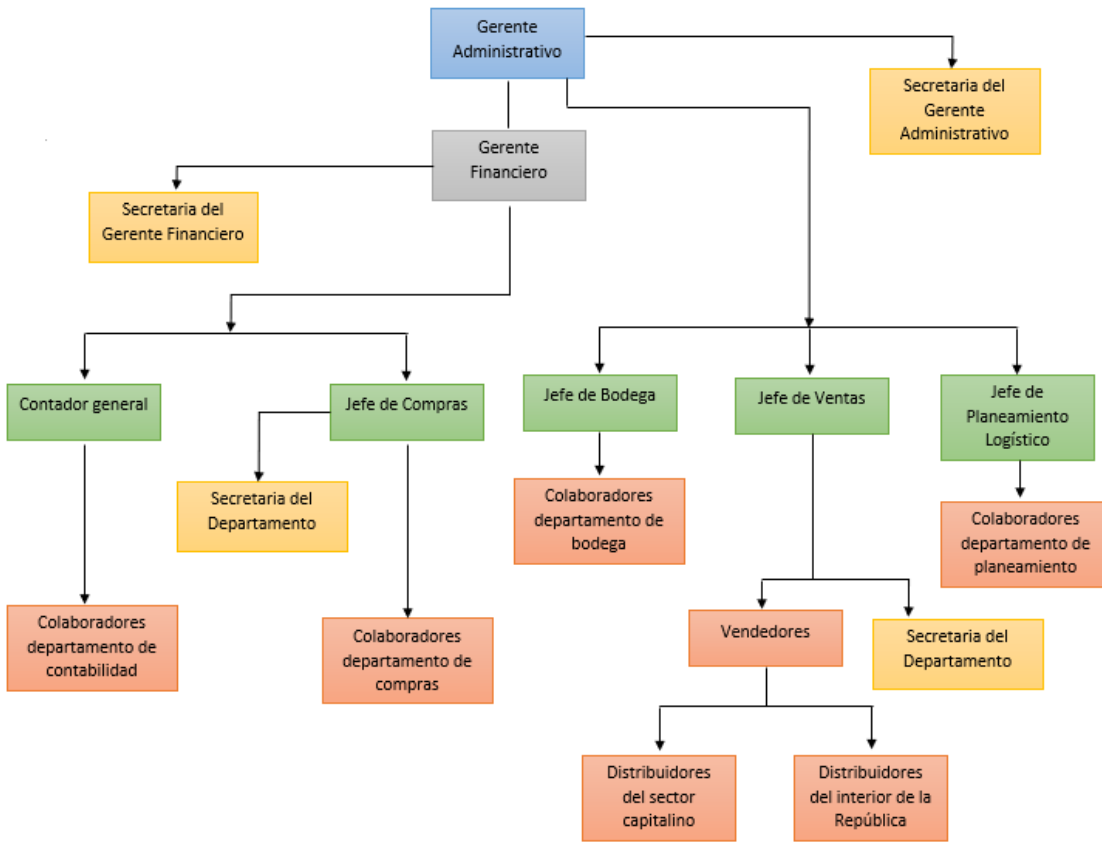 Gerente
Administrativo
Secretaria del
Gerente
Administrativo
Gerente
Financiero
Secretaria del
Gerente Financiero
Contador general
Jefe de Compras
Jefe de Bodega
Jefe de Ventas
Jefe de
Planeamiento
Logístico
Secretaria del
Departamento
Colaboradores
departamento de
bodega
Colaboradores
departamento de
planeamiento
Colaboradores
departamento de
contabilidad
Colaboradores
departamento de
compras
Vendedores
Secretaria del
Departamento
Distribuidores
del sector
capitalino
Distribuidores
del interior de la
República